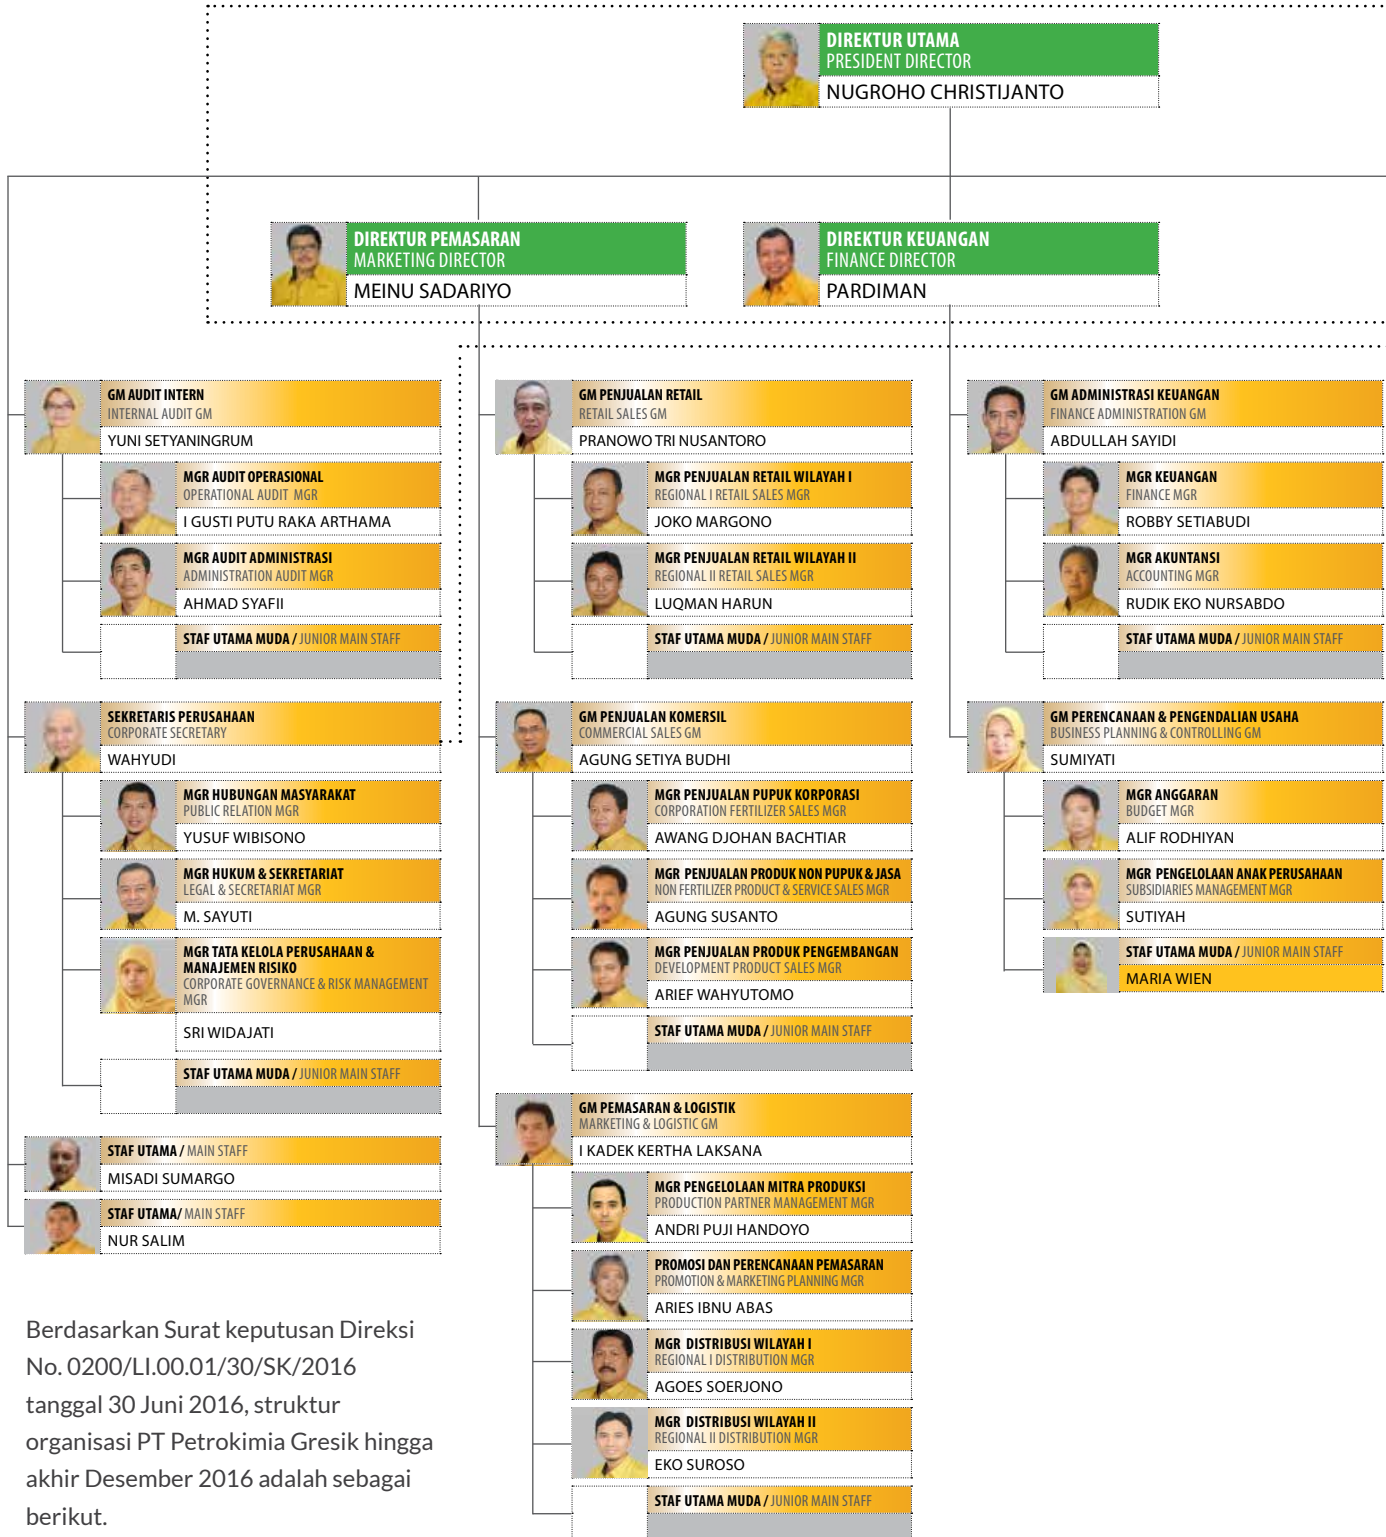 DIREKTUR UTAMA
PRESIDENT DIRECTOR
NUGROHO CHRISTIJANTO
DIREKTUR PEMASARAN
MARKETING DIRECTOR
MEINU SADARIYO
DIREKTUR KEUANGAN
FINANCE DIRECTOR
PARDIMAN
GM AUDIT INTERN
INTERNAL AUDIT GM
YUNI SETYANINGRUM
MGR AUDIT OPERASIONAL
OPERATIONAL AUDIT MGR
I GUSTI PUTU RAKA ARTHAMA
MGR AUDIT ADMINISTRASI
ADMINISTRATION AUDIT MGR
AHMAD SYAFII
STAF UTAMA MUDA / JUNIOR MAIN STAFF
SEKRETARIS PERUSAHAAN
CORPORATE SECRETARY
WAHYUDI
MGR HUBUNGAN MASYARAKAT
PUBLIC RELATION MGR
YUSUF WIBISONO
MGR HUKUM & SEKRETARIAT
LEGAL & SECRETARIAT MGR
M. SAYUTI
MGR TATA KELOLA PERUSAHAAN &
MANAJEMEN RISIKO
CORPORATE GOVERNANCE & RISK MANAGEMENT
MGR
SRI WIDAJATI
STAF UTAMA MUDA / JUNIOR MAIN STAFF
STAF UTAMA / MAIN STAFF
MISADI SUMARGO
STAF UTAMA/ MAIN STAFF
NUR SALIM
GM PENJUALAN RETAIL
RETAIL SALES GM
PRANOWO TRI NUSANTORO
MGR PENJUALAN RETAIL WILAYAH I
REGIONAL I RETAIL SALES MGR
JOKO MARGONO
MGR PENJUALAN RETAIL WILAYAH II
REGIONAL II RETAIL SALES MGR
LUQMAN HARUN
STAF UTAMA MUDA / JUNIOR MAIN STAFF
GM PENJUALAN KOMERSIL
COMMERCIAL SALES GM
AGUNG SETIYA BUDHI
MGR PENJUALAN PUPUK KORPORASI
CORPORATION FERTILIZER SALES MGR
AWANG DJOHAN BACHTIAR
MGR PENJUALAN PRODUK NON PUPUK & JASA
NON FERTILIZER PRODUCT & SERVICE SALES MGR
AGUNG SUSANTO
MGR PENJUALAN PRODUK PENGEMBANGAN
DEVELOPMENT PRODUCT SALES MGR
ARIEF WAHYUTOMO
STAF UTAMA MUDA / JUNIOR MAIN STAFF
GM PEMASARAN & LOGISTIK
MARKETING & LOGISTIC GM
I KADEK KERTHA LAKSANA
MGR PENGELOLAAN MITRA PRODUKSI
PRODUCTION PARTNER MANAGEMENT MGR
ANDRI PUJI HANDOYO
PROMOSI DAN PERENCANAAN PEMASARAN
PROMOTION & MARKETING PLANNING MGR
ARIES IBNU ABAS
MGR DISTRIBUSI WILAYAH I
REGIONAL I DISTRIBUTION MGR
AGOES SOERJONO
MGR DISTRIBUSI WILAYAH II
REGIONAL II DISTRIBUTION MGR
EKO SUROSO
STAF UTAMA MUDA / JUNIOR MAIN STAFF
GM ADMINISTRASI KEUANGAN
FINANCE ADMINISTRATION GM
ABDULLAH SAYIDI
MGR KEUANGAN
FINANCE MGR
ROBBY SETIABUDI
MGR AKUNTANSI
ACCOUNTING MGR
RUDIK EKO NURSABDO
STAF UTAMA MUDA / JUNIOR MAIN STAFF
GM PERENCANAAN & PENGENDALIAN USAHA
BUSINESS PLANNING & CONTROLLING GM
SUMIYATI
MGR ANGGARAN
BUDGET MGR
ALIF RODHIYAN
MGR PENGELOLAAN ANAK PERUSAHAAN
SUBSIDIARIES MANAGEMENT MGR
SUTIYAH
STAF UTAMA MUDA / JUNIOR MAIN STAFF
MARIA WIEN
Berdasarkan Surat keputusan Direksi
No. 0200/LI.00.01/30/SK/2016
tanggal 30 Juni 2016, struktur
organisasi PT Petrokimia Gresik hingga
akhir Desember 2016 adalah sebagai
berikut.